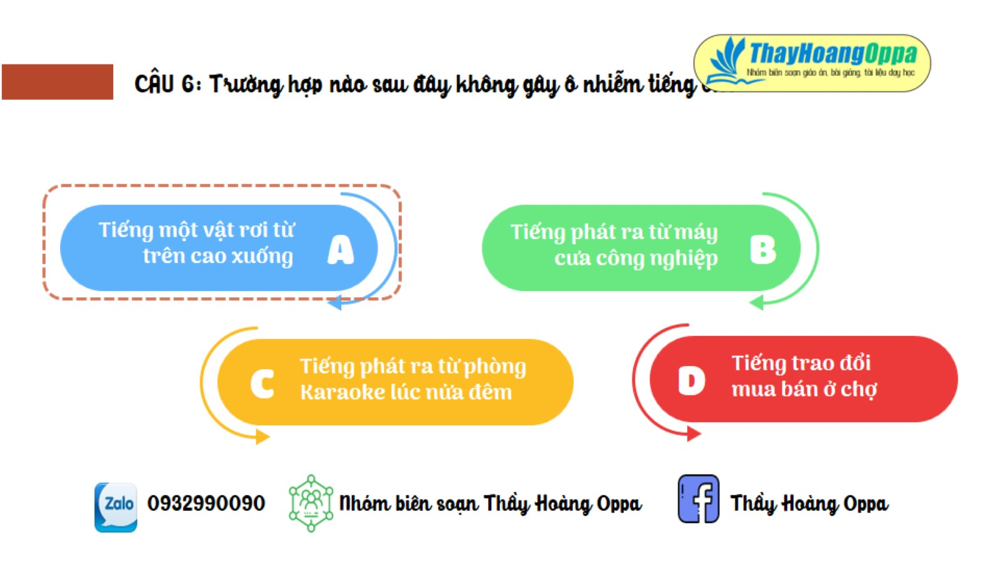 CÂU 6: Trường hợp nào sau đây không gây ô nhiễm tiếng
ThayHoangOppa
Nhóm biên soạn giáo án, bài giảng, tài liệu dạy học
Tiếng một vật rơi từ
trên cao xuống
A
Tiếng phát ra từ máy
cưa công nghiệp
B
C
Tiếng phát ra từ phòng
Karaoke lúc nửa đêm
D
Tiếng trao đổi
mua bán ở chợ
Zalo
0932990090
Nhóm biên soạn Thầy Hoàng Oppa
f
Thầy Hoàng Oppa